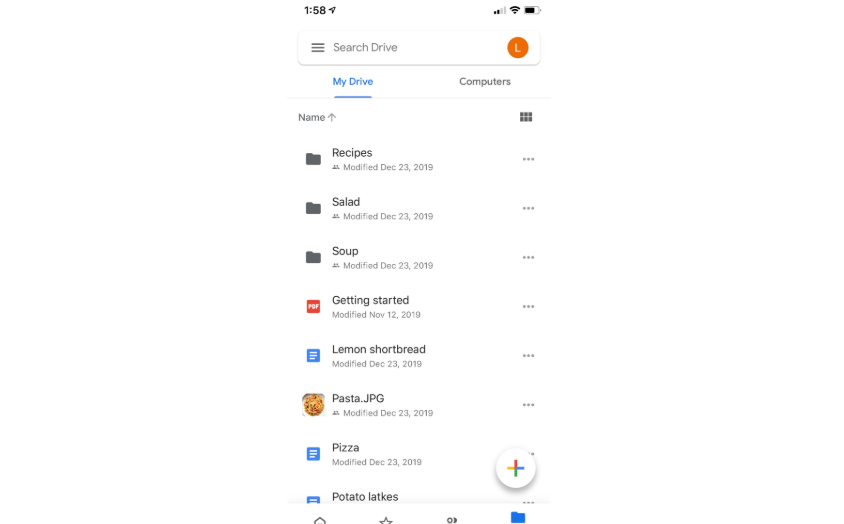 1:58
Search Drive
L
My Drive
Computers
Name
Recipes
Modified Dec 23, 2019
Salad
Modified Dec 23, 2019
Soup
Modified Dec 23, 2019
PDF
Getting started
Modified Nov 12, 2019
Lemon shortbread
Modified Dec 23, 2019
Pasta.JPG
Modified Dec 23, 2019
Pizza
Modified Dec 23, 2019
Potato latkes